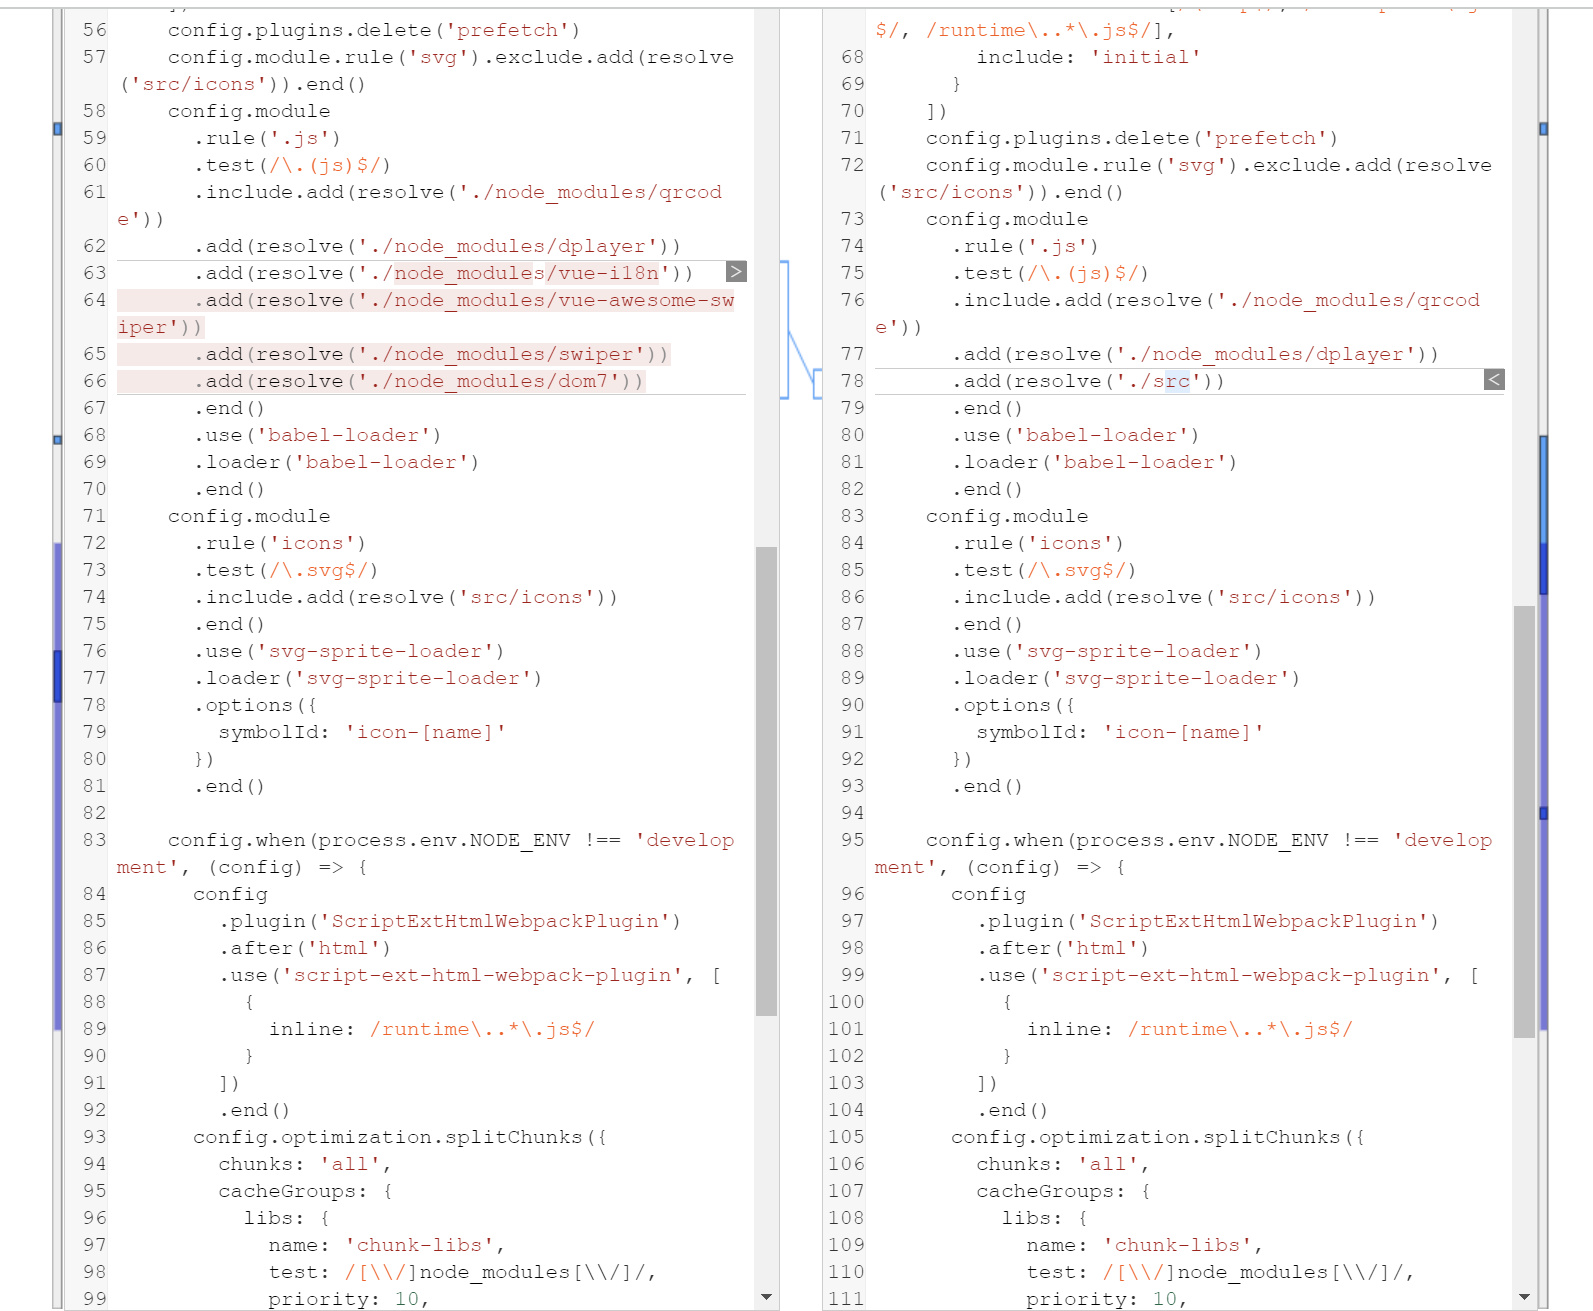 56 config.plugins.delete('prefetch')
57 config.module.rule('svg').exclude.add(resolve
('src/icons')).end()
58 config.module
59 .rule('.js')
60 .test(/\.(js)$/)
61 .include.add(resolve('./node_modules/qrcod
e'))
62 .add(resolve('./node_modules/dplayer'))
63 .add(resolve('./node_modules/vue-i18n')) >
64 .add(resolve('./node_modules/vue-awesome-sw
iper'))
65 .add(resolve('./node_modules/swiper'))
66 .add(resolve('./node_modules/dom7'))
67 .end()
68 .use('babel-loader')
69 .loader('babel-loader')
70 .end()
71 config.module
72 .rule('icons')
73 .test(/\.svg$/)
74 .include.add(resolve('src/icons'))
75 .end()
76 .use('svg-sprite-loader')
77 .loader('svg-sprite-loader')
78 .options({
79 symbolId: 'icon-[name]'
80 })
81 .end()
82
83 config.when(process.env.NODE_ENV !== 'develop
ment', (config) => {
84 config
85 .plugin('ScriptExtHtmlWebpackPlugin')
86 .after('html')
87 .use('script-ext-html-webpack-plugin', [
88 {
89 inline: /runtime\..*\.js$/
90 }
91 ])
92 .end()
93 config.optimization.splitChunks({
94 chunks: 'all',
95 cacheGroups: {
96 libs: {
97 name: 'chunk-libs',
98 test: /[\\/]node_modules[\\/]/,
99 priority: 10,
$/, /runtime\..*\.js$/],
68 include: 'initial'
69 }
70 ])
71 config.plugins.delete('prefetch')
72 config.module.rule('svg').exclude.add(resolve
('src/icons')).end()
73 config.module
74 .rule('.js')
75 .test(/\.(js)$/)
76 .include.add(resolve('./node_modules/qrcod
e'))
77 .add(resolve('./node_modules/dplayer'))
78 .add(resolve('./src')) <
79 .end()
80 .use('babel-loader')
81 .loader('babel-loader')
82 .end()
83 config.module
84 .rule('icons')
85 .test(/\.svg$/)
86 .include.add(resolve('src/icons'))
87 .end()
88 .use('svg-sprite-loader')
89 .loader('svg-sprite-loader')
90 .options({
91 symbolId: 'icon-[name]'
92 })
93 .end()
94
95 config.when(process.env.NODE_ENV !== 'develop
ment', (config) => {
96 config
97 .plugin('ScriptExtHtmlWebpackPlugin')
98 .after('html')
99 .use('script-ext-html-webpack-plugin', [
100 {
101 inline: /runtime\..*\.js$/
102 }
103 ])
104 .end()
105 config.optimization.splitChunks({
106 chunks: 'all',
107 cacheGroups: {
108 libs: {
109 name: 'chunk-libs',
110 test: /[\\/]node_modules[\\/]/,
111 priority: 10,